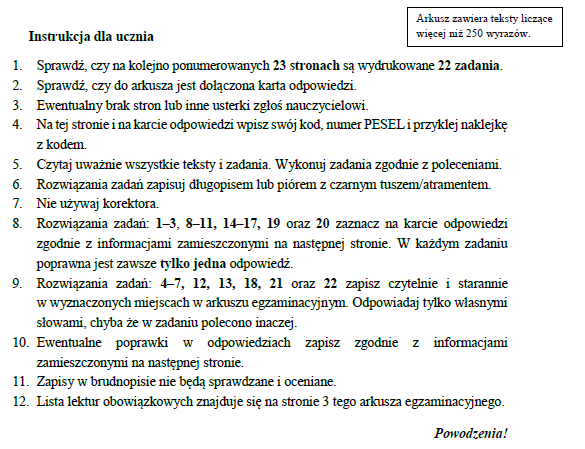 Arkusz zawiera teksty liczące
więcej niż 250 wyrazów.
Instrukcja dla ucznia
1. Sprawdź, czy na kolejno ponumerowanych 23 stronach są wydrukowane 22 zadania.
2. Sprawdź, czy do arkusza jest dołączona karta odpowiedzi.
3. Ewentualny brak stron lub inne usterki zgłoś nauczycielowi.
4. Na tej stronie i na karcie odpowiedzi wpisz swój kod, numer PESEL i przyklej naklejkę
z kodem.
5. Czytaj uważnie wszystkie teksty i zadania. Wykonuj zadania zgodnie z poleceniami.
6. Rozwiązania zadań zapisuj długopisem lub piórem z czarnym tuszem/atramentem.
7. Nie używaj korektora.
8. Rozwiązania zadań: 1–3, 8–11, 14–17, 19 oraz 20 zaznacz na karcie odpowiedzi
zgodnie z informacjami zamieszczonymi na następnej stronie. W każdym zadaniu
poprawna jest zawsze tylko jedna odpowiedź.
9. Rozwiązania zadań: 4–7, 12, 13, 18, 21 oraz 22 zapisz czytelnie i starannie
w wyznaczonych miejscach w arkuszu egzaminacyjnym. Odpowiadaj tylko własnymi
słowami, chyba że w zadaniu polecono inaczej.
10. Ewentualne poprawki w odpowiedziach zapisz zgodnie z informacjami
zamieszczonymi na następnej stronie.
11. Zapisy w brudnopisie nie będą sprawdzane i oceniane.
12. Lista lektur obowiązkowych znajduje się na stronie 3 tego arkusza egzaminacyjnego.
Powodzenia!